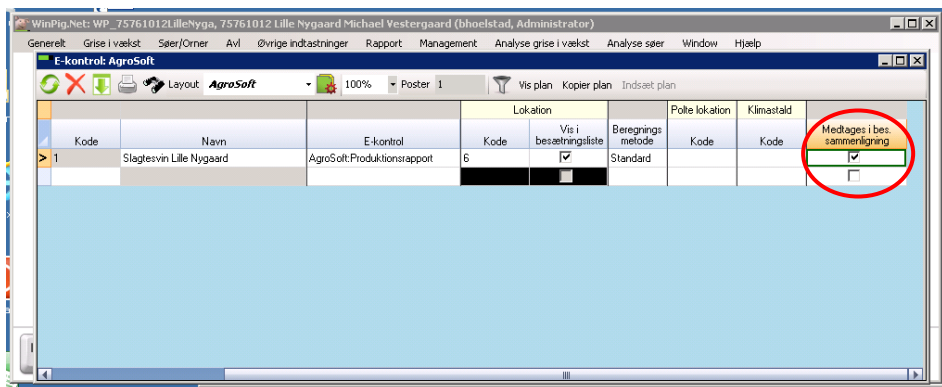 WinPig.Net: WP_75761012LilleNyga, 75761012 Lille Nygaard Michael Vestergaard (bhoelstad, Administrator)
Generelt Grise i vækst Søer/Orner Avl Øvrige indtastninger Rapport Management Analyse grise i vækst Analyse søer Window Hjælp
E-kontrol: AgroSoft
Layout AgroSoft 100% Poster 1 Vis plan Kopier plan Indsæt plan
Lokation Polte lokation Klimastald
Kode Navn E-kontrol Kode Vis i besætningsliste Beregnings metode Kode Kode Medtages i bes. sammenligning
1 Slagtesvin Lille Nygaard AgroSoft:Produktionsrapport 6 Standard